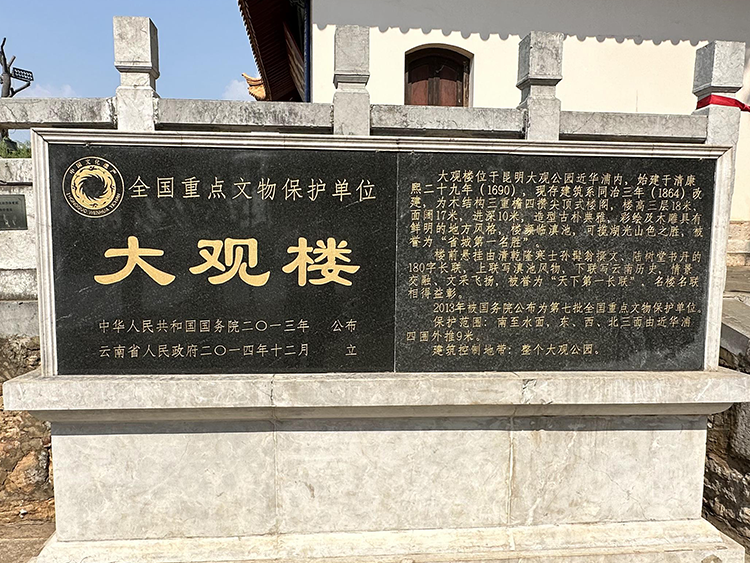 全国重点文物保护单位
大观楼
中华人民共和国国务院二〇一三年 公布
云南省人民政府二〇一四年十二月 立
大观楼位于昆明大观公园近华浦内，始建于清康
熙二十九年（1690），现存建筑系同治三年（1864）改
建，为木结构三重檐四攒尖顶式楼阁，楼高三层18米，
面阔17米，进深10米，造型古朴典雅，彩绘及木雕具有
鲜明的地方风格，楼濒临滇池，可揽湖光山色之胜，被
誉为“省城第一名胜”。
楼前悬挂由清乾隆寒士孙髯翁撰文、陆树堂书丹的
180字长联，上联写滇池风物，下联写云南历史，情景
交融、文采飞扬，被誉为“天下第一长联”，名楼名联
相得益彰。
2013年被国务院公布为第七批全国重点文物保护单位。
保护范围：南至水面，东、西、北三面由近华浦
四围外推9米。
建筑控制地带：整个大观公园。